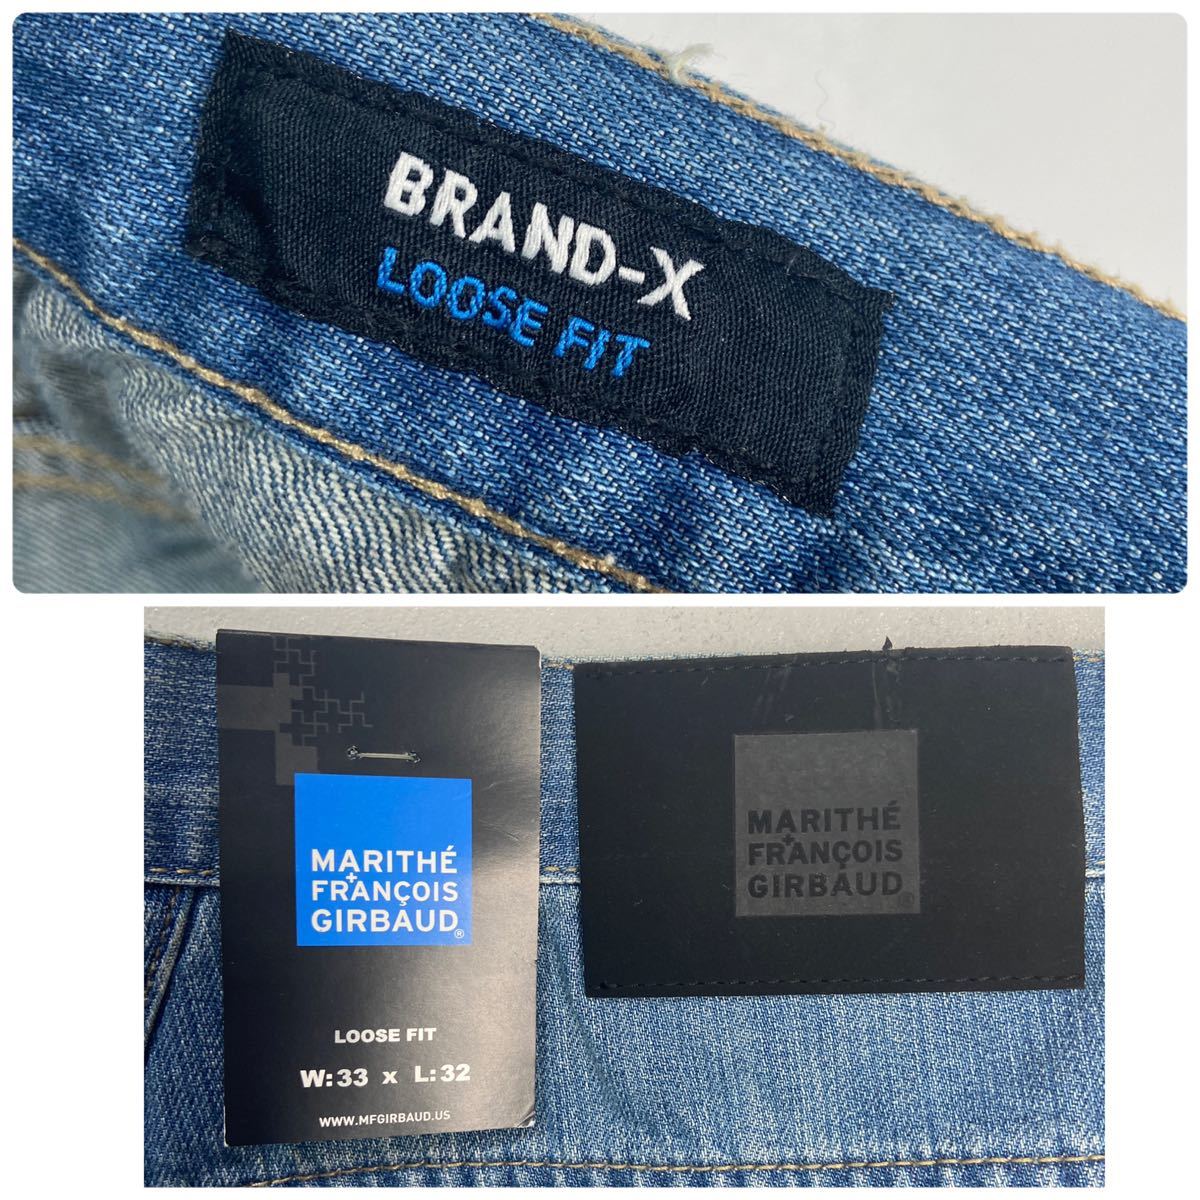 BRAND-X
LOOSE FIT
MARITHÉ
+
FRANÇOIS
GIRBAUD®
LOOSE FIT
W:33 x L:32
WWW.MFGIRBAUD.US
MARITHÉ
+
FRANÇOIS
GIRBAUD®